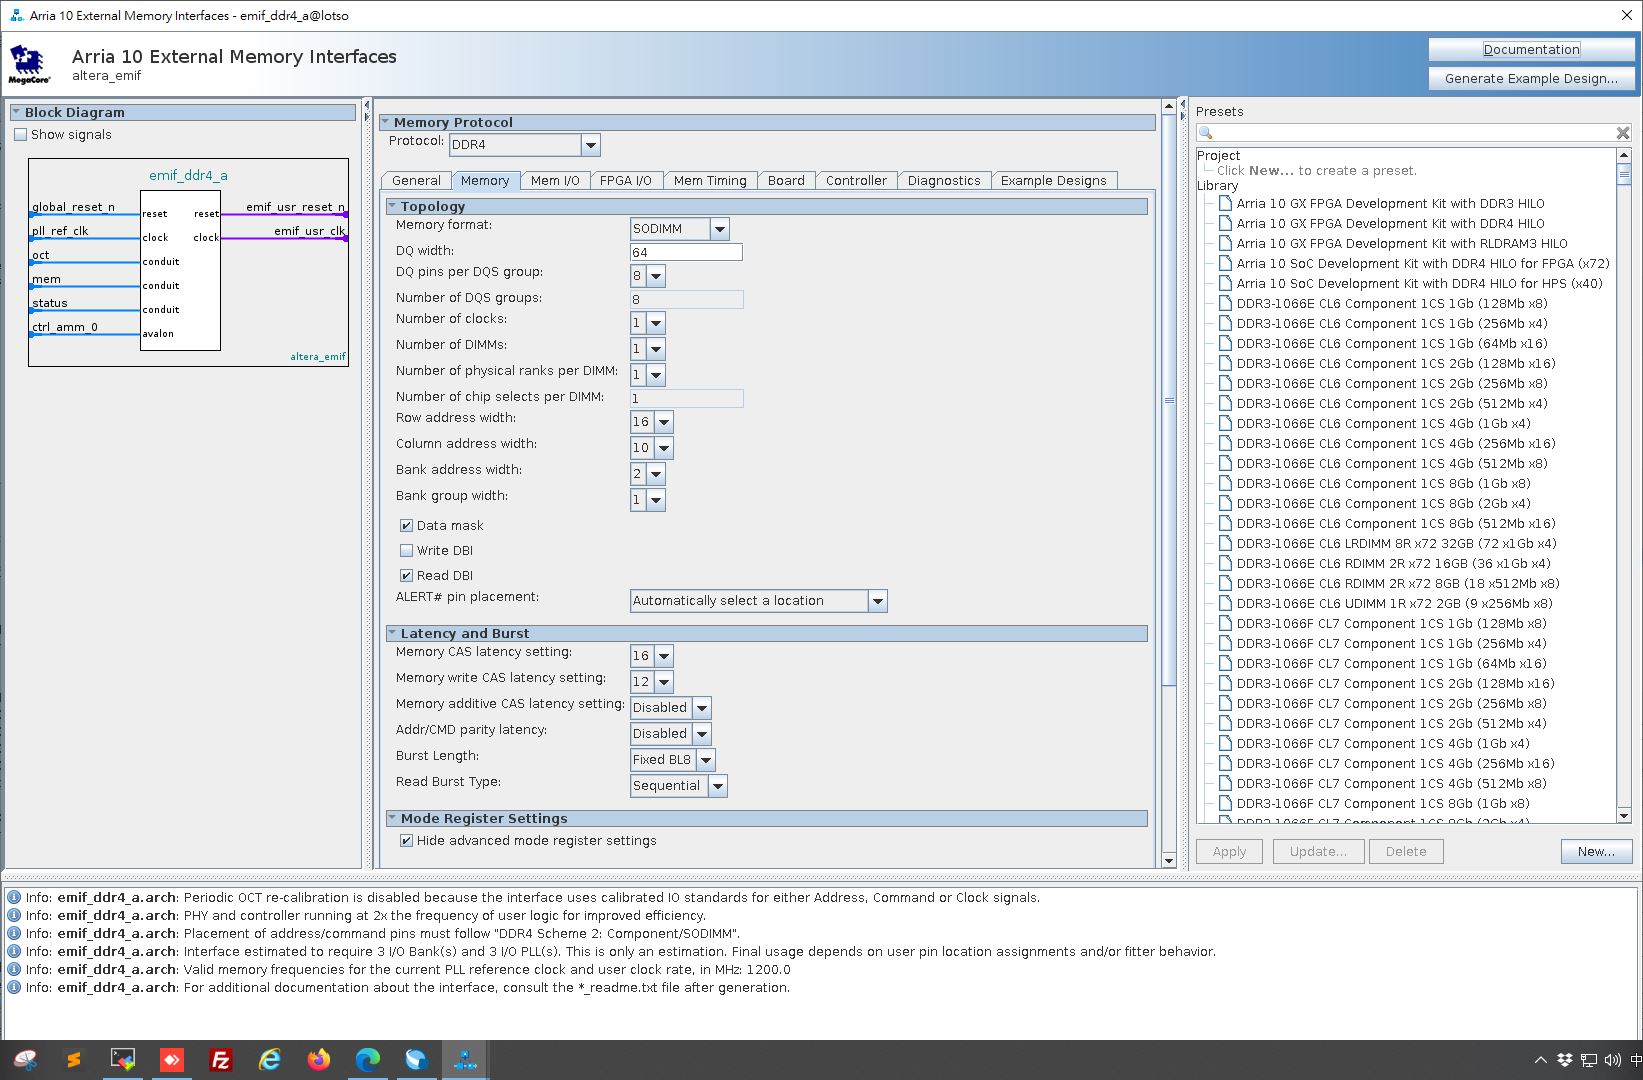 Arria 10 External Memory Interfaces - emif_ddr4_a@lotso
MegaCore
Arria 10 External Memory Interfaces
altera_emif
Documentation
Generate Example Design...
Block Diagram
Show signals
emif_ddr4_a
global_reset_n
reset
reset
emif_usr_reset_n
pll_ref_clk
clock
clock
emif_usr_clk
oct
conduit
mem
conduit
status
conduit
ctrl_amm_0
avalon
altera_emif
Memory Protocol
Protocol: DDR4
General
Memory
Mem I/O
FPGA I/O
Mem Timing
Board
Controller
Diagnostics
Example Designs
Topology
Memory format: SODIMM
DQ width: 64
DQ pins per DQS group: 8
Number of DQS groups: 8
Number of clocks: 1
Number of DIMMs: 1
Number of physical ranks per DIMM: 1
Number of chip selects per DIMM: 1
Row address width: 16
Column address width: 10
Bank address width: 2
Bank group width: 1
Data mask
Write DBI
Read DBI
ALERT# pin placement: Automatically select a location
Latency and Burst
Memory CAS latency setting: 16
Memory write CAS latency setting: 12
Memory additive CAS latency setting: Disabled
Addr/CMD parity latency: Disabled
Burst Length: Fixed BL8
Read Burst Type: Sequential
Mode Register Settings
Hide advanced mode register settings
Presets
Project
Click New... to create a preset.
Library
Arria 10 GX FPGA Development Kit with DDR3 HILO
Arria 10 GX FPGA Development Kit with DDR4 HILO
Arria 10 GX FPGA Development Kit with RLDRAM3 HILO
Arria 10 SoC Development Kit with DDR4 HILO for FPGA (x72)
Arria 10 SoC Development Kit with DDR4 HILO for HPS (x40)
DDR3-1066E CL6 Component 1CS 1Gb (128Mb x8)
DDR3-1066E CL6 Component 1CS 1Gb (256Mb x4)
DDR3-1066E CL6 Component 1CS 1Gb (64Mb x16)
DDR3-1066E CL6 Component 1CS 2Gb (128Mb x16)
DDR3-1066E CL6 Component 1CS 2Gb (256Mb x8)
DDR3-1066E CL6 Component 1CS 2Gb (512Mb x4)
DDR3-1066E CL6 Component 1CS 4Gb (1Gb x4)
DDR3-1066E CL6 Component 1CS 4Gb (256Mb x16)
DDR3-1066E CL6 Component 1CS 4Gb (512Mb x8)
DDR3-1066E CL6 Component 1CS 8Gb (1Gb x8)
DDR3-1066E CL6 Component 1CS 8Gb (2Gb x4)
DDR3-1066E CL6 Component 1CS 8Gb (512Mb x16)
DDR3-1066E CL6 LRDIMM 8R x72 32GB (72 x1Gb x4)
DDR3-1066E CL6 RDIMM 2R x72 16GB (36 x1Gb x4)
DDR3-1066E CL6 RDIMM 2R x72 8GB (18 x512Mb x8)
DDR3-1066E CL6 UDIMM 1R x72 2GB (9 x256Mb x8)
DDR3-1066F CL7 Component 1CS 1Gb (128Mb x8)
DDR3-1066F CL7 Component 1CS 1Gb (256Mb x4)
DDR3-1066F CL7 Component 1CS 1Gb (64Mb x16)
DDR3-1066F CL7 Component 1CS 2Gb (128Mb x16)
DDR3-1066F CL7 Component 1CS 2Gb (256Mb x8)
DDR3-1066F CL7 Component 1CS 2Gb (512Mb x4)
DDR3-1066F CL7 Component 1CS 4Gb (1Gb x4)
DDR3-1066F CL7 Component 1CS 4Gb (256Mb x16)
DDR3-1066F CL7 Component 1CS 4Gb (512Mb x8)
DDR3-1066F CL7 Component 1CS 8Gb (1Gb x8)
DDR3-1066F CL7 Component 1CS 8Gb (2Gb x4)
Apply
Update...
Delete
New...
Info: emif_ddr4_a.arch: Periodic OCT re-calibration is disabled because the interface uses calibrated IO standards for either Address, Command or Clock signals.
Info: emif_ddr4_a.arch: PHY and controller running at 2x the frequency of user logic for improved efficiency.
Info: emif_ddr4_a.arch: Placement of address/command pins must follow "DDR4 Scheme 2: Component/SODIMM".
Info: emif_ddr4_a.arch: Interface estimated to require 3 I/O Bank(s) and 3 I/O PLL(s). This is only an estimation. Final usage depends on user pin location assignments and/or fitter behavior.
Info: emif_ddr4_a.arch: Valid memory frequencies for the current PLL reference clock and user clock rate, in MHz: 1200.0
Info: emif_ddr4_a.arch: For additional documentation about the interface, consult the *_readme.txt file after generation.
中